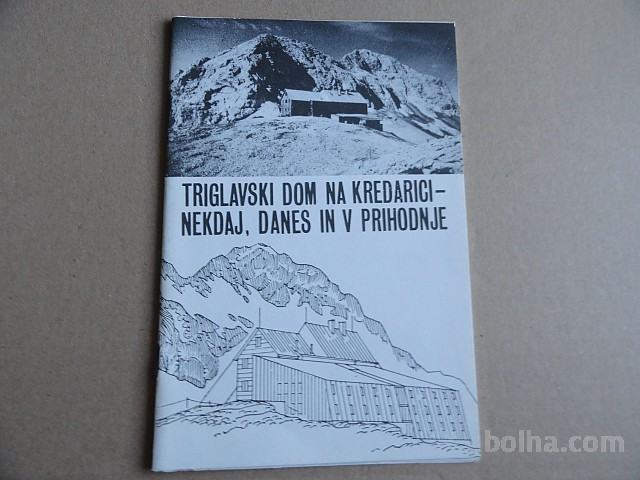 TRIGLAVSKI DOM NA KREDARICI-
NEKDAJ, DANES IN V PRIHODNJE
bolha.com